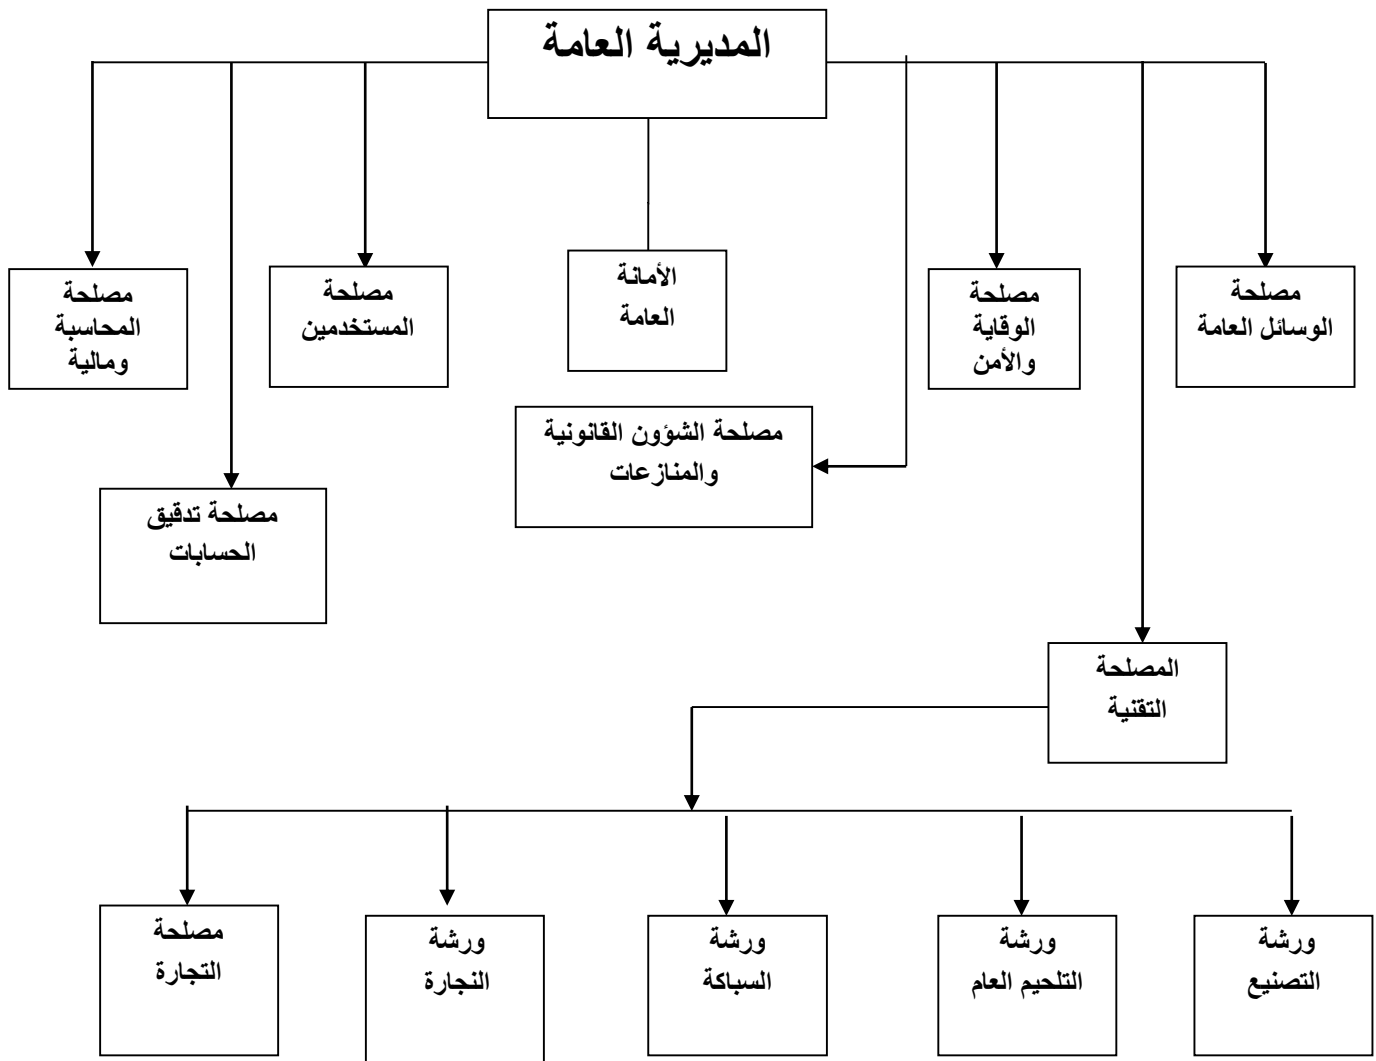 المديرية العامة
مصلحة
الوسائل العامة
مصلحة
الوقاية
والأمن
الأمانة
العامة
مصلحة
المستخدمين
مصلحة
المحاسبة
ومالية
مصلحة الشؤون القانونية
والمنازعات
مصلحة تدقيق
الحسابات
المصلحة
التقنية
ورشة
التصنيع
ورشة
التلحيم العام
ورشة
السباكة
ورشة
النجارة
مصلحة
التجارة